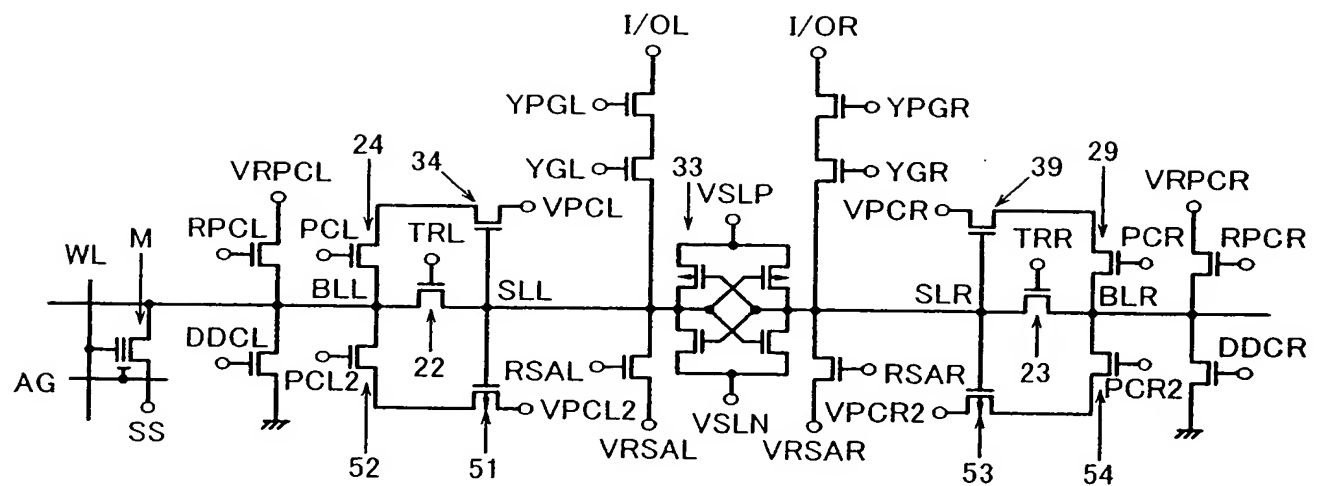 I/OL I/OR
YPGL YPGR
24 34 YGL 33 YGR 39 29
VRPCL VPCL VSLP VPCR VRPCR
RPCL PCL TRL TRR PCR RPCR
WL M
BLL SLL SLR BLR
DDCL PCL2 22 RSAL RSAR 23 PCR2 DDCR
AG
SS VPCL2 VSLN VPCR2
VRSAL VRSAR
52 51 53 54